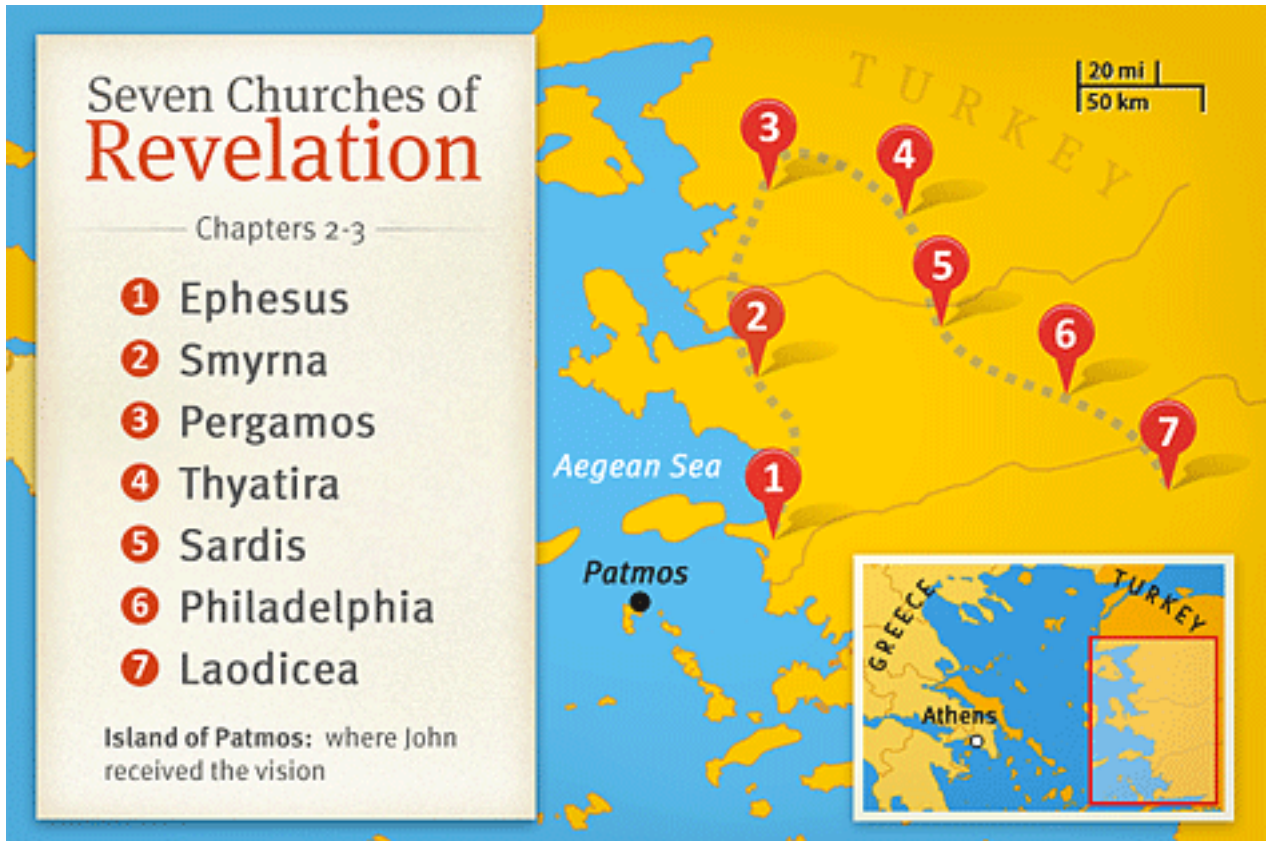 Seven Churches of
Revelation
Chapters 2-3
1 Ephesus
2 Smyrna
3 Pergamos
4 Thyatira
5 Sardis
6 Philadelphia
7 Laodicea
Island of Patmos: where John
received the vision
TURKEY
20 mi
50 km
3
4
5
2
6
7
1
Aegean Sea
Patmos
GREECE
TURKEY
Athens